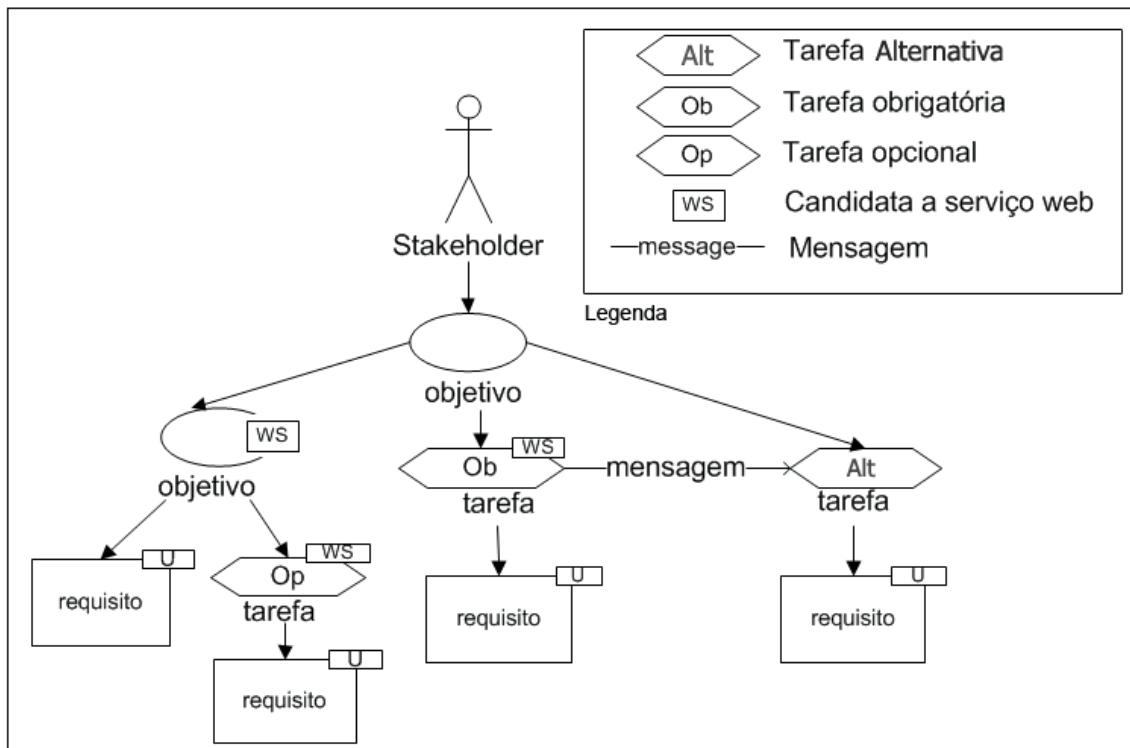 Alt Tarefa Alternativa
Ob Tarefa obrigatória
Op Tarefa opcional
WS Candidata a serviço web
message Mensagem
Legenda
Stakeholder
objetivo
WS
objetivo
WS
Ob
tarefa
mensagem
Alt
tarefa
U
requisito
WS
Op
tarefa
U
requisito
U
requisito
U
requisito